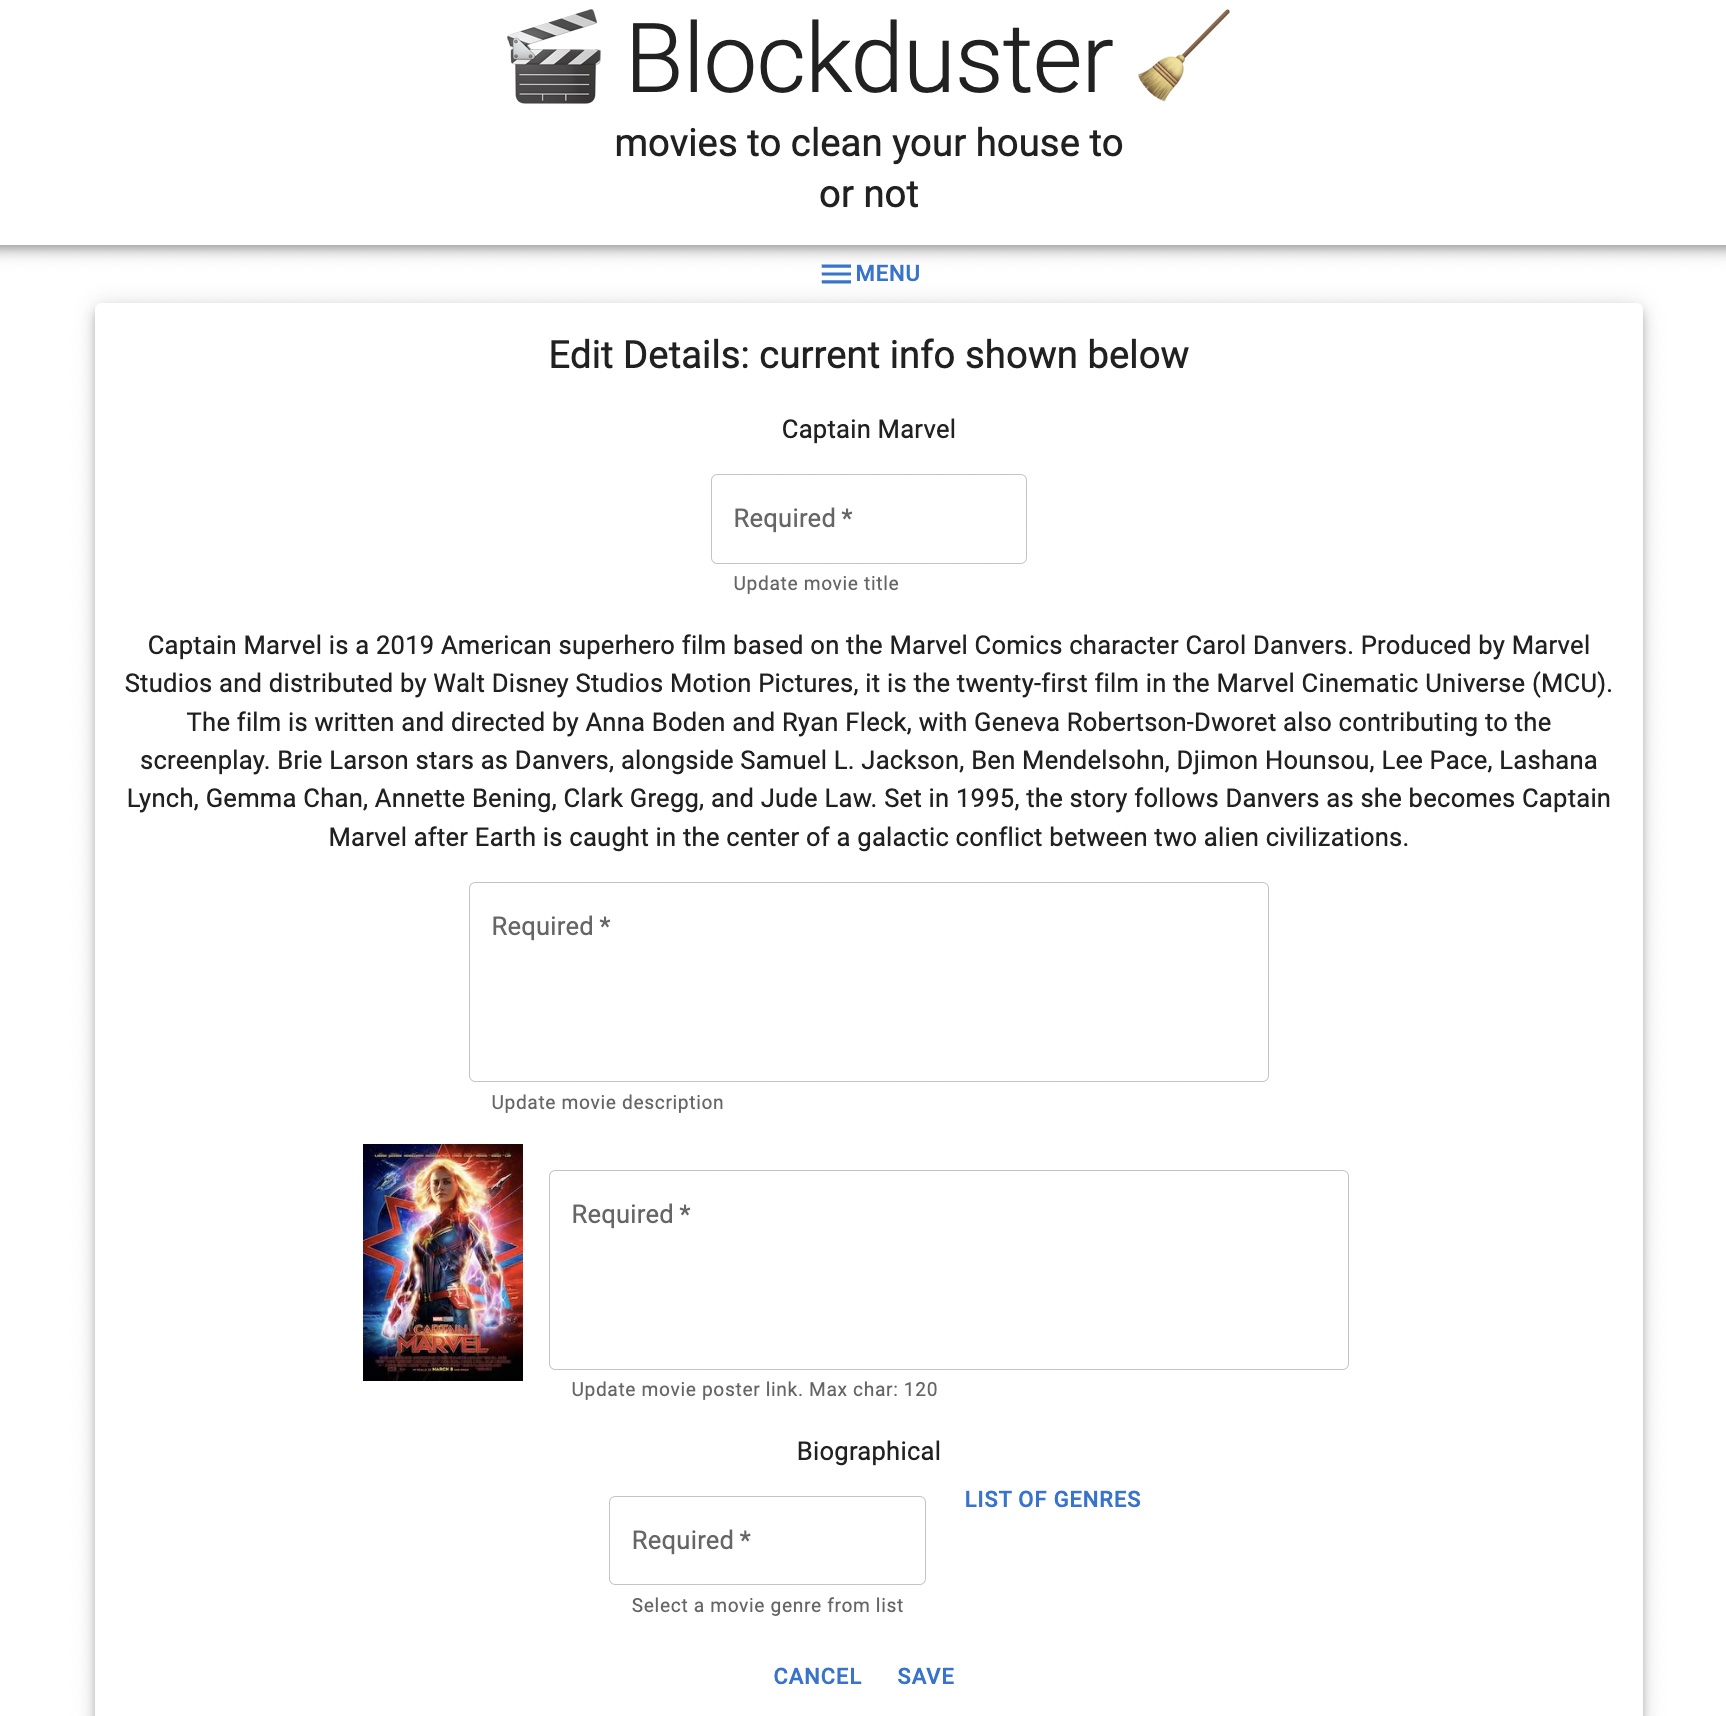 Blockduster
movies to clean your house to
or not
MENU
Edit Details: current info shown below
Captain Marvel
Required *
Update movie title
Captain Marvel is a 2019 American superhero film based on the Marvel Comics character Carol Danvers. Produced by Marvel
Studios and distributed by Walt Disney Studios Motion Pictures, it is the twenty-first film in the Marvel Cinematic Universe (MCU).
The film is written and directed by Anna Boden and Ryan Fleck, with Geneva Robertson-Dworet also contributing to the
screenplay. Brie Larson stars as Danvers, alongside Samuel L. Jackson, Ben Mendelsohn, Djimon Hounsou, Lee Pace, Lashana
Lynch, Gemma Chan, Annette Bening, Clark Gregg, and Jude Law. Set in 1995, the story follows Danvers as she becomes Captain
Marvel after Earth is caught in the center of a galactic conflict between two alien civilizations.
Required *
Update movie description
CAPTAIN
MARVEL
MARCH 8
Required *
Update movie poster link. Max char: 120
Biographical
Required *
LIST OF GENRES
Select a movie genre from list
CANCEL SAVE